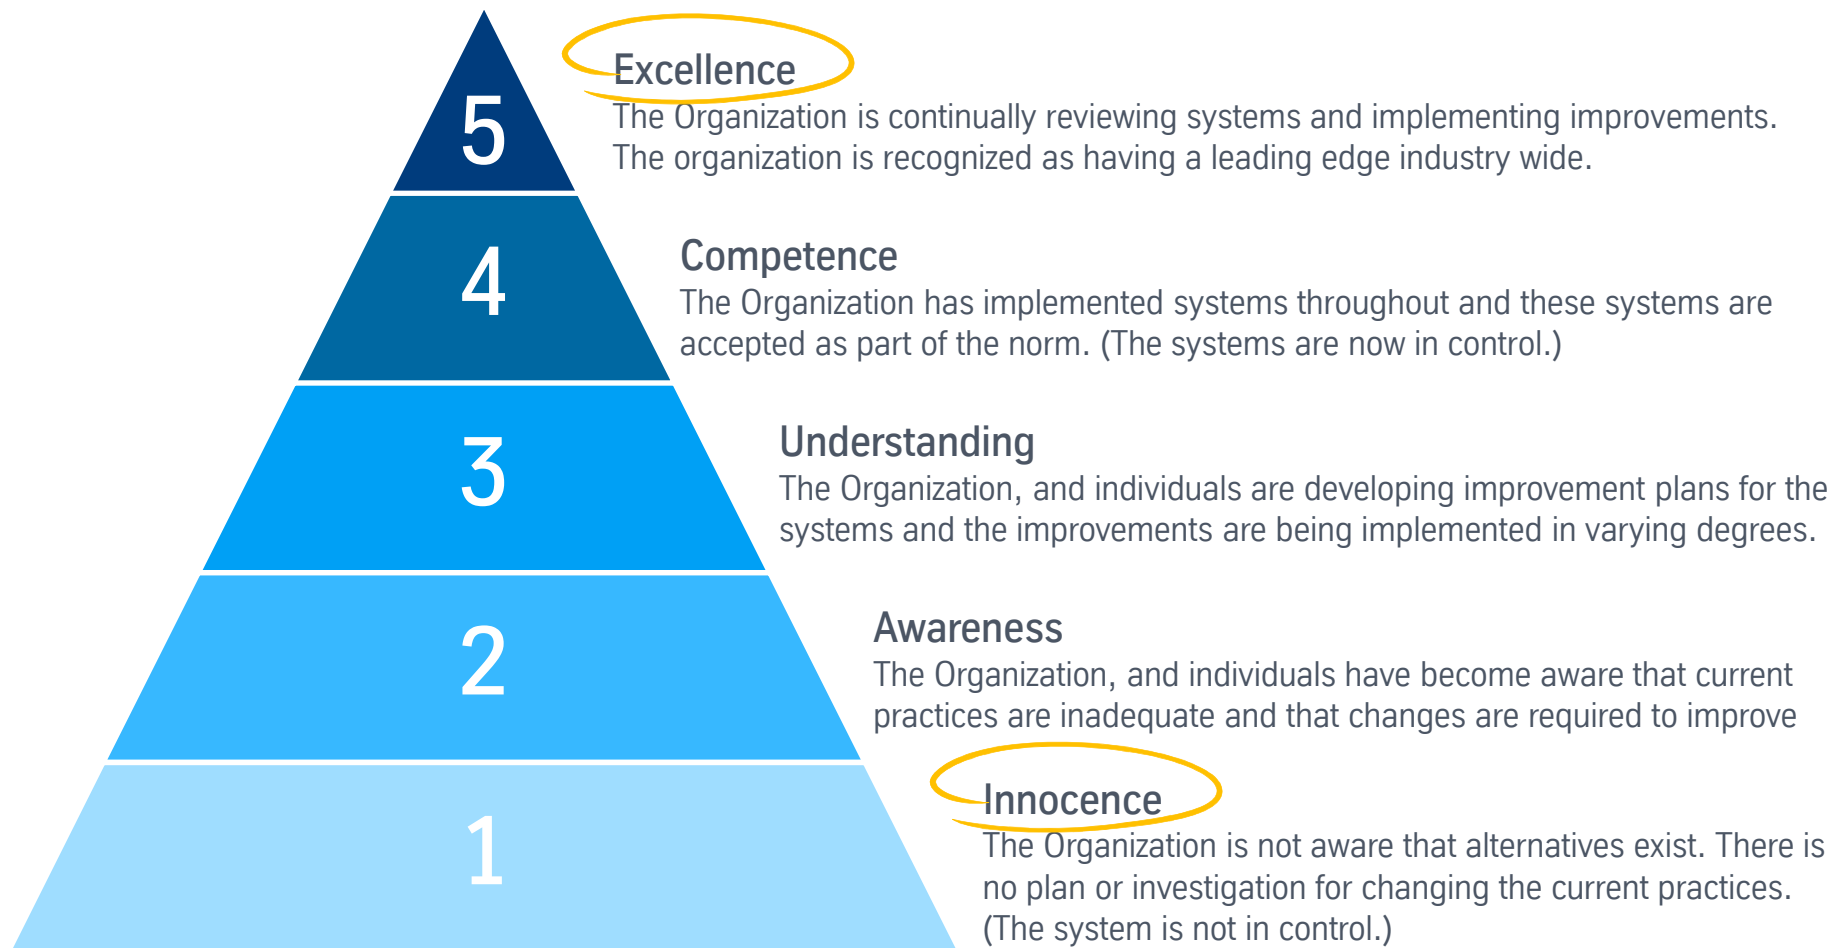 5
Excellence
The Organization is continually reviewing systems and implementing improvements.
The organization is recognized as having a leading edge industry wide.
4
Competence
The Organization has implemented systems throughout and these systems are
accepted as part of the norm. (The systems are now in control.)
3
Understanding
The Organization, and individuals are developing improvement plans for the
systems and the improvements are being implemented in varying degrees.
2
Awareness
The Organization, and individuals have become aware that current
practices are inadequate and that changes are required to improve
1
Innocence
The Organization is not aware that alternatives exist. There is
no plan or investigation for changing the current practices.
(The system is not in control.)